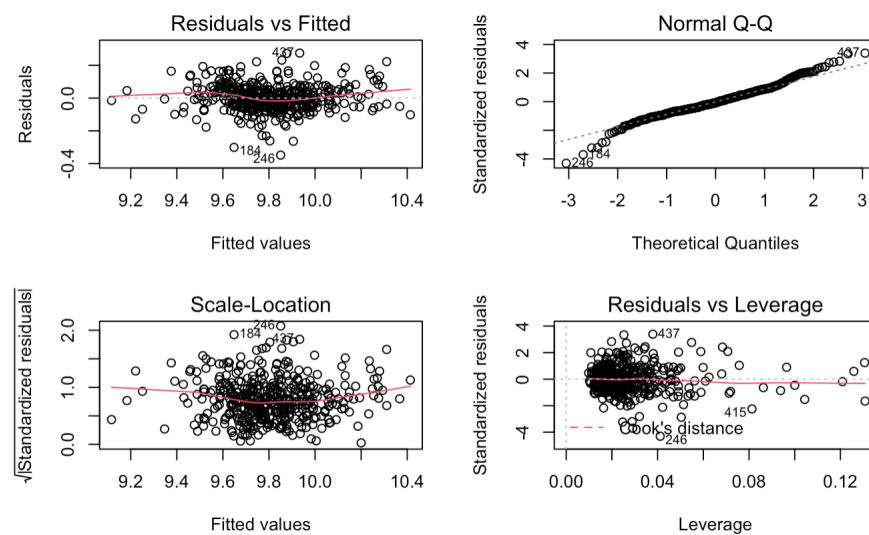 Residuals vs Fitted
Residuals
0.0
-0.4
437
184
246
9.2 9.4 9.6 9.8 10.0 10.4
Fitted values
Normal Q-Q
Standardized residuals
4
2
0
-4
437
184
246
-3 -2 -1 0 1 2 3
Theoretical Quantiles
Scale-Location
√|Standardized residuals|
2.0
1.0
0.0
246
184
437
9.2 9.4 9.6 9.8 10.0 10.4
Fitted values
Residuals vs Leverage
Standardized residuals
4
2
0
-4
437
415
Cook's distance
246
0.00 0.04 0.08 0.12
Leverage